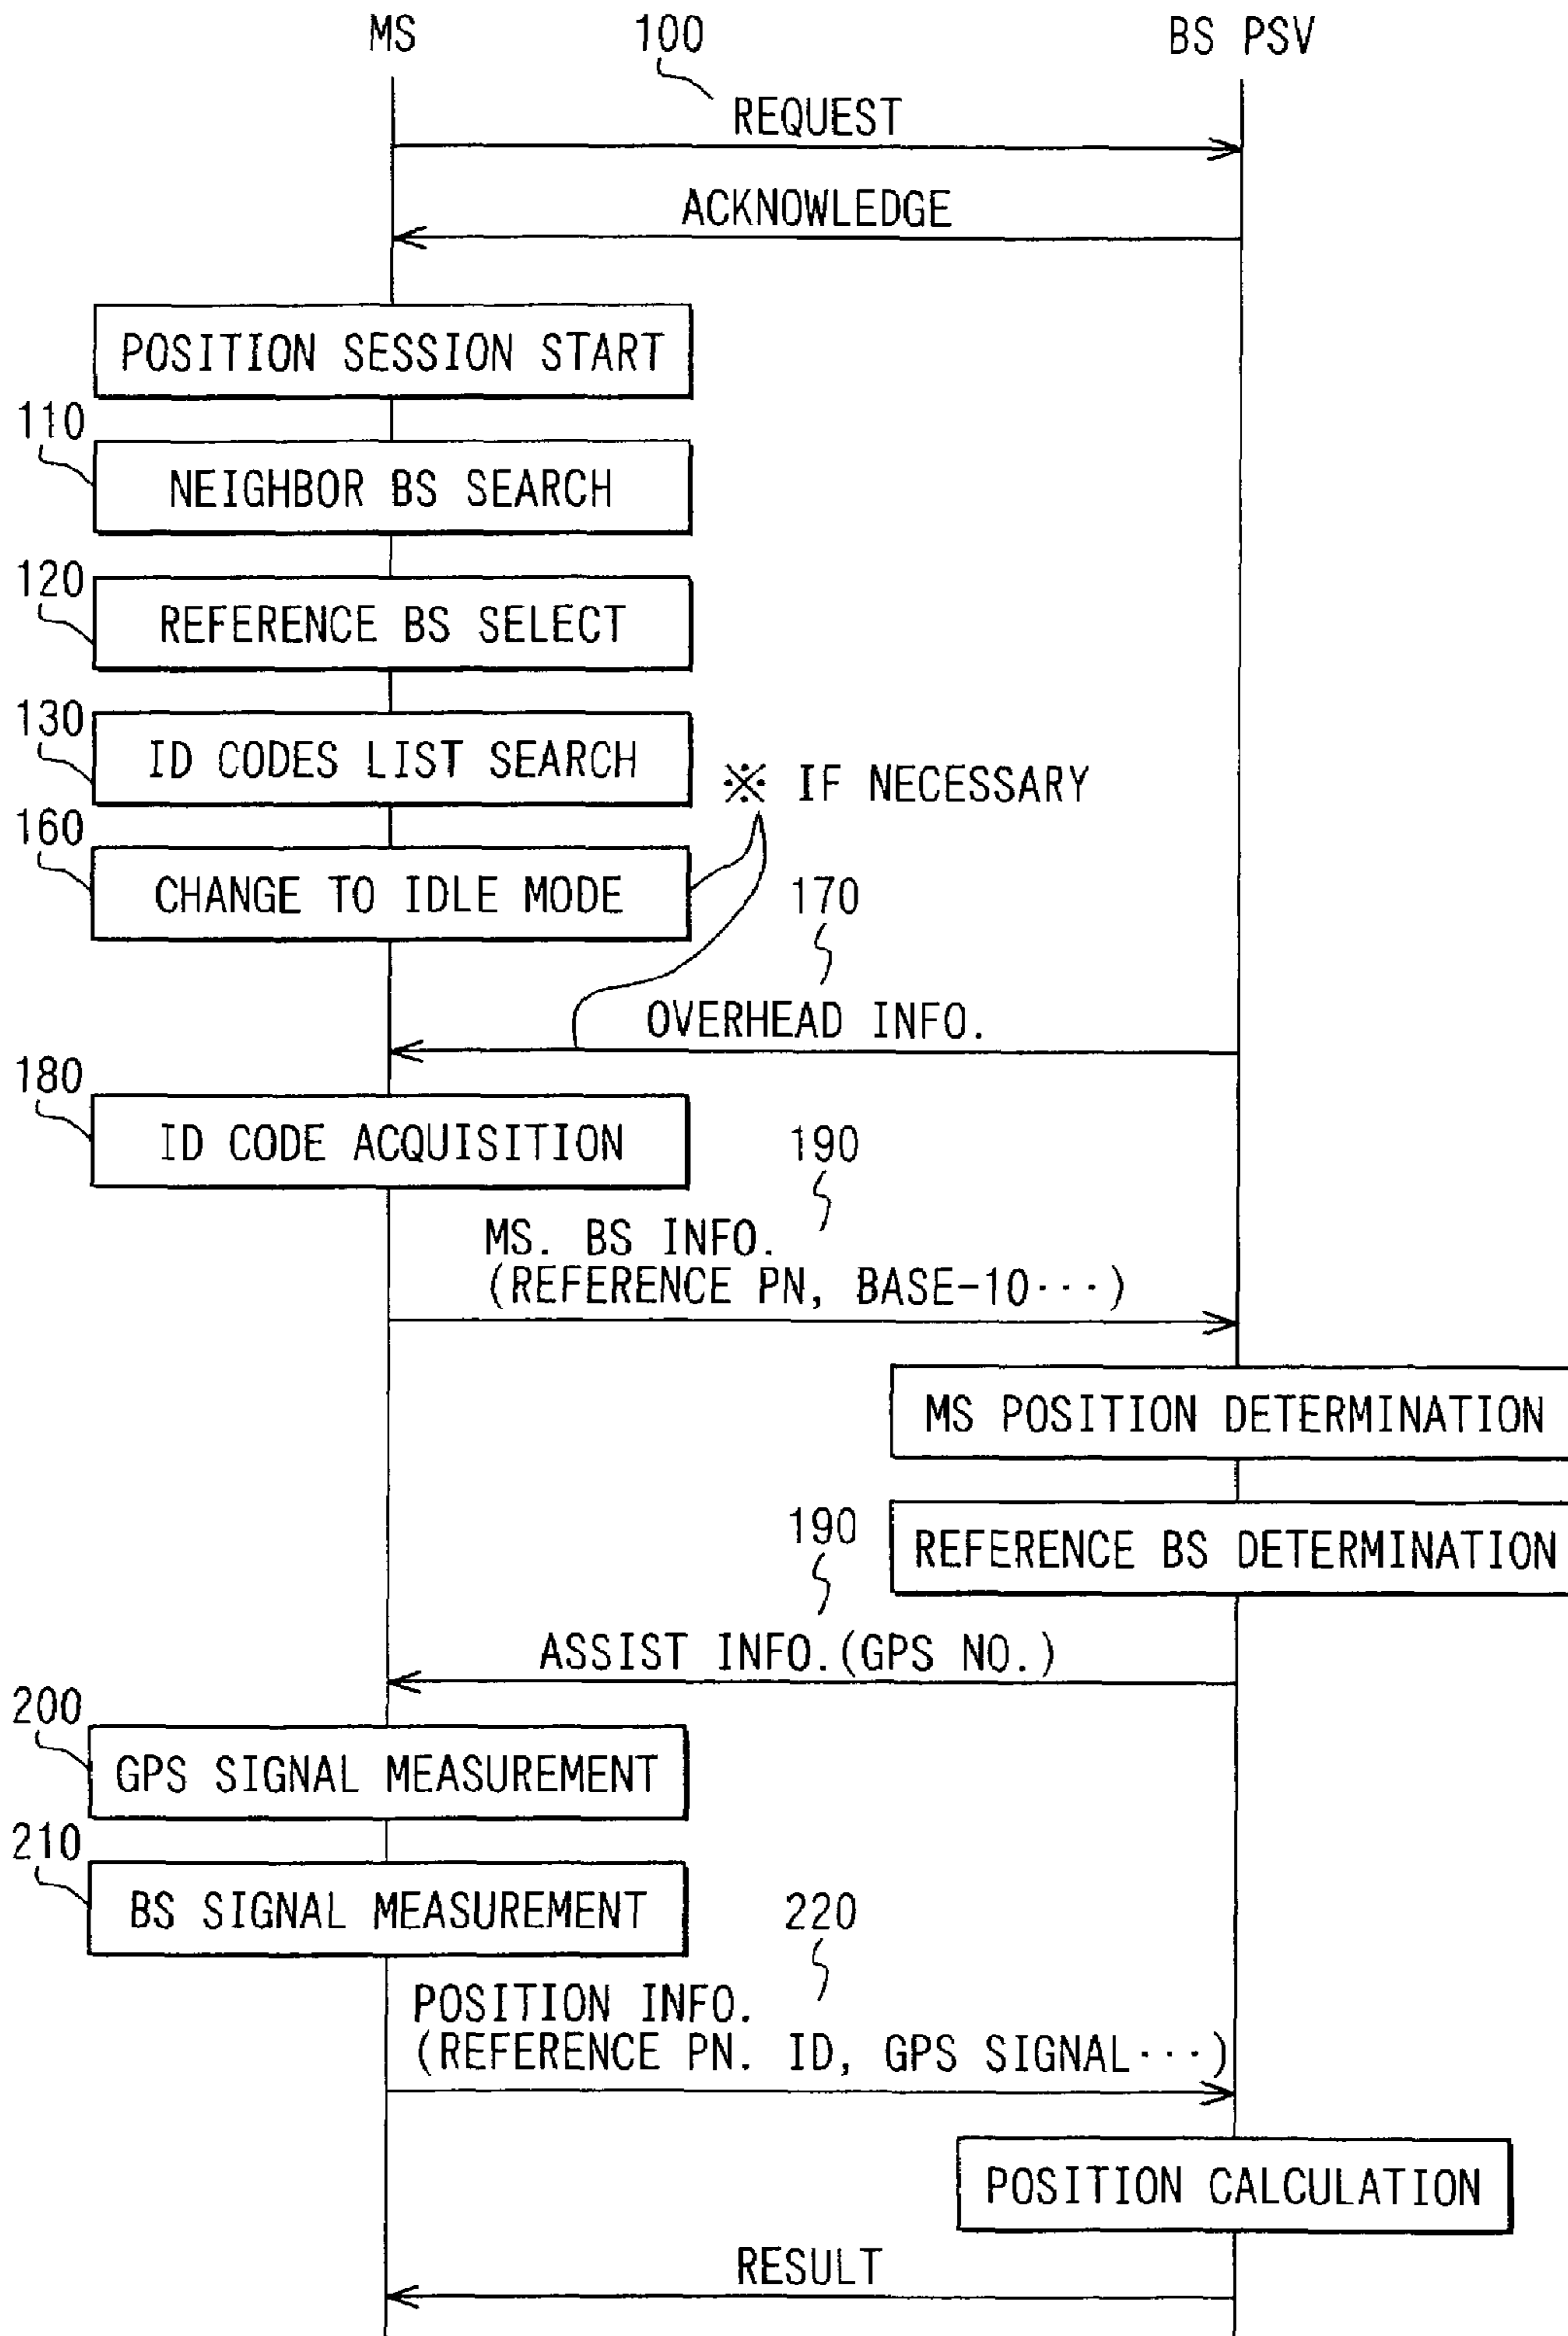 MS
100
BS PSV
REQUEST
ACKNOWLEDGE
POSITION SESSION START
110
NEIGHBOR BS SEARCH
120
REFERENCE BS SELECT
130
ID CODES LIST SEARCH
※ IF NECESSARY
160
CHANGE TO IDLE MODE
170
OVERHEAD INFO.
180
ID CODE ACQUISITION
190
MS. BS INFO.
(REFERENCE PN, BASE-10···)
MS POSITION DETERMINATION
190
REFERENCE BS DETERMINATION
ASSIST INFO.(GPS NO.)
200
GPS SIGNAL MEASUREMENT
210
BS SIGNAL MEASUREMENT
220
POSITION INFO.
(REFERENCE PN. ID, GPS SIGNAL···)
POSITION CALCULATION
RESULT